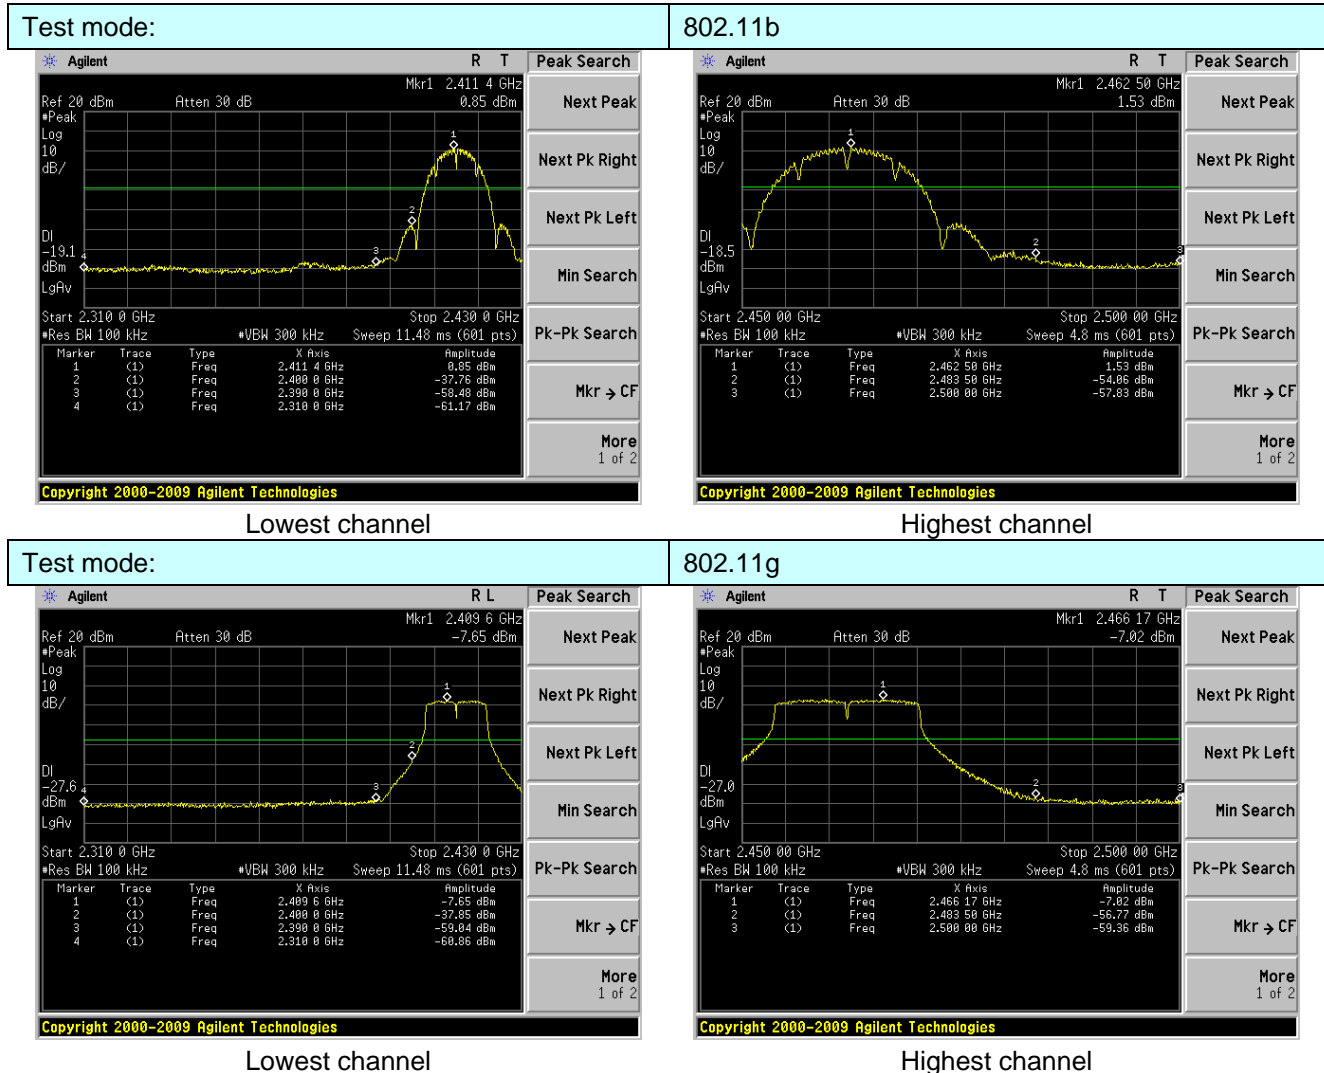 Test mode: 802.11b
Agilent R T Peak Search
Mkr1 2.411 4 GHz
Ref 20 dBm Atten 30 dB 0.85 dBm
#Peak
Log
10
dB/
1
2
3
4
DI
-19.1
dBm
LgAv
Start 2.310 0 GHz Stop 2.430 0 GHz
#Res BW 100 kHz #VBW 300 kHz Sweep 11.48 ms (601 pts)
Marker Trace Type X Axis Amplitude
1 (1) Freq 2.411 4 GHz 0.85 dBm
2 (1) Freq 2.400 0 GHz -37.76 dBm
3 (1) Freq 2.390 0 GHz -58.48 dBm
4 (1) Freq 2.310 0 GHz -61.17 dBm
Next Peak
Next Pk Right
Next Pk Left
Min Search
Pk-Pk Search
Mkr → CF
More
1 of 2
Copyright 2000-2009 Agilent Technologies
Lowest channel
Agilent R T Peak Search
Mkr1 2.462 50 GHz
Ref 20 dBm Atten 30 dB 1.53 dBm
#Peak
Log
10
dB/
1
2
3
DI
-18.5
dBm
LgAv
Start 2.450 00 GHz Stop 2.500 00 GHz
#Res BW 100 kHz #VBW 300 kHz Sweep 4.8 ms (601 pts)
Marker Trace Type X Axis Amplitude
1 (1) Freq 2.462 50 GHz 1.53 dBm
2 (1) Freq 2.483 50 GHz -54.06 dBm
3 (1) Freq 2.500 00 GHz -57.83 dBm
Next Peak
Next Pk Right
Next Pk Left
Min Search
Pk-Pk Search
Mkr → CF
More
1 of 2
Copyright 2000-2009 Agilent Technologies
Highest channel
Test mode: 802.11g
Agilent R L Peak Search
Mkr1 2.409 6 GHz
Ref 20 dBm Atten 30 dB -7.65 dBm
#Peak
Log
10
dB/
1
2
3
4
DI
-27.6
dBm
LgAv
Start 2.310 0 GHz Stop 2.430 0 GHz
#Res BW 100 kHz #VBW 300 kHz Sweep 11.48 ms (601 pts)
Marker Trace Type X Axis Amplitude
1 (1) Freq 2.409 6 GHz -7.65 dBm
2 (1) Freq 2.400 0 GHz -37.85 dBm
3 (1) Freq 2.390 0 GHz -59.04 dBm
4 (1) Freq 2.310 0 GHz -60.86 dBm
Next Peak
Next Pk Right
Next Pk Left
Min Search
Pk-Pk Search
Mkr → CF
More
1 of 2
Copyright 2000-2009 Agilent Technologies
Lowest channel
Agilent R T Peak Search
Mkr1 2.466 17 GHz
Ref 20 dBm Atten 30 dB -7.02 dBm
#Peak
Log
10
dB/
1
2
3
DI
-27.0
dBm
LgAv
Start 2.450 00 GHz Stop 2.500 00 GHz
#Res BW 100 kHz #VBW 300 kHz Sweep 4.8 ms (601 pts)
Marker Trace Type X Axis Amplitude
1 (1) Freq 2.466 17 GHz -7.02 dBm
2 (1) Freq 2.483 50 GHz -56.77 dBm
3 (1) Freq 2.500 00 GHz -59.36 dBm
Next Peak
Next Pk Right
Next Pk Left
Min Search
Pk-Pk Search
Mkr → CF
More
1 of 2
Copyright 2000-2009 Agilent Technologies
Highest channel